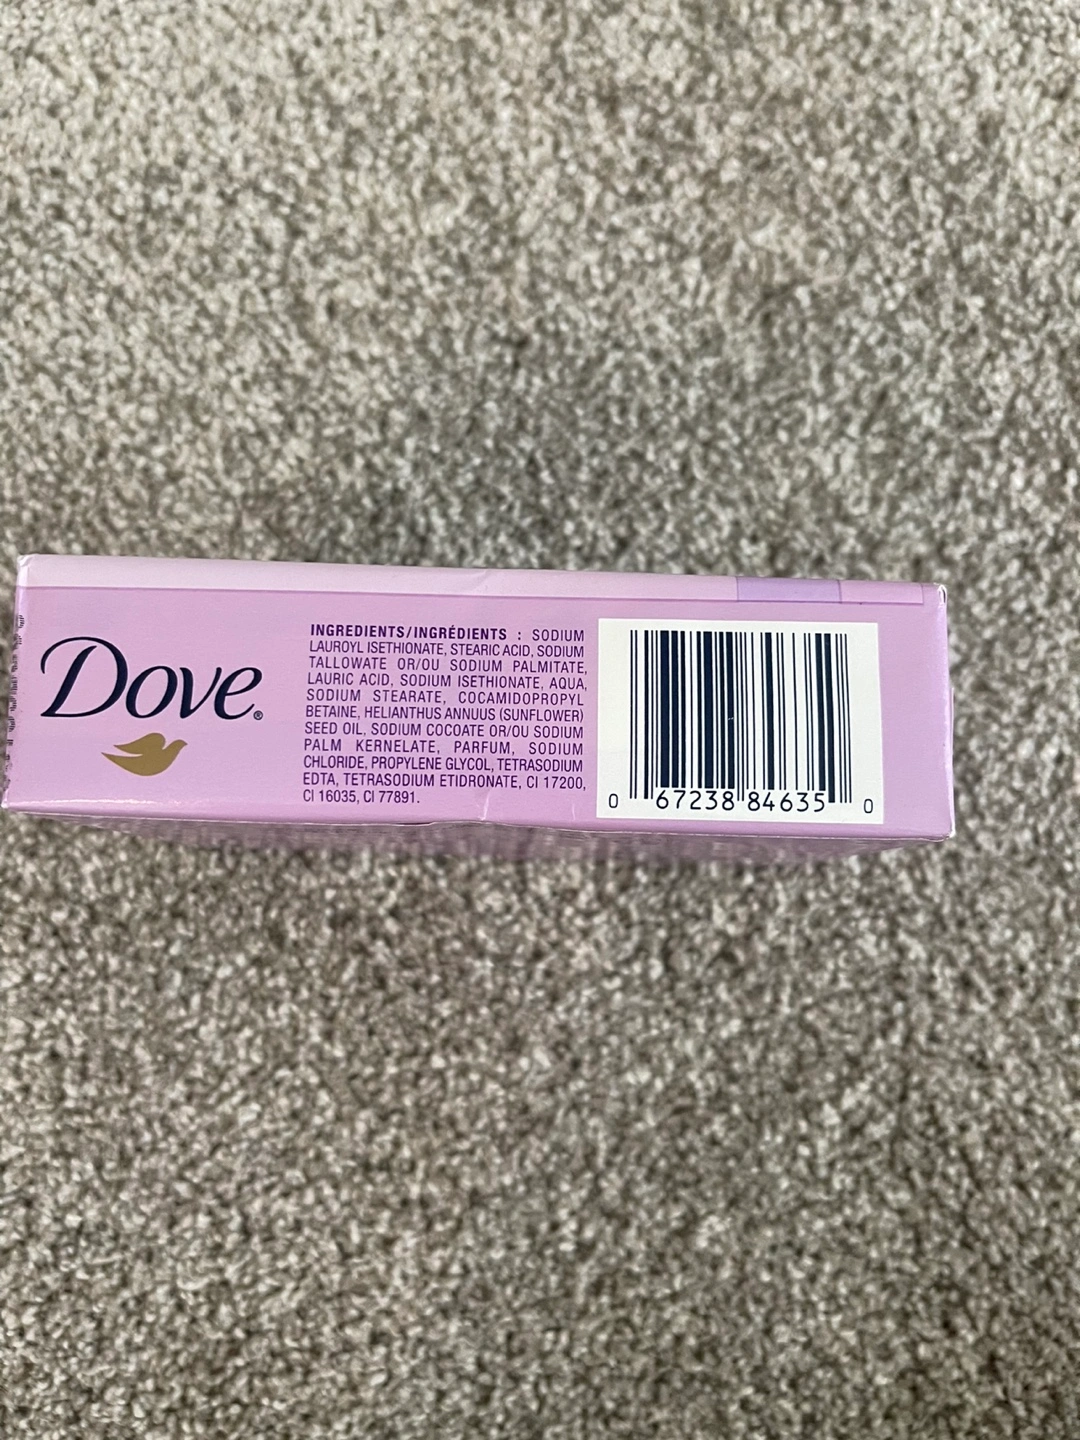 Dove®
INGREDIENTS/INGRÉDIENTS : SODIUM
LAUROYL ISETHIONATE, STEARIC ACID, SODIUM
TALLOWATE OR/OU SODIUM PALMITATE,
LAURIC ACID, SODIUM ISETHIONATE, AQUA,
SODIUM STEARATE, COCAMIDOPROPYL
BETAINE, HELIANTHUS ANNUUS (SUNFLOWER)
SEED OIL, SODIUM COCOATE OR/OU SODIUM
PALM KERNELATE, PARFUM, SODIUM
CHLORIDE, PROPYLENE GLYCOL, TETRASODIUM
EDTA, TETRASODIUM ETIDRONATE, CI 17200,
CI 16035, CI 77891.
0 67238 84635 0